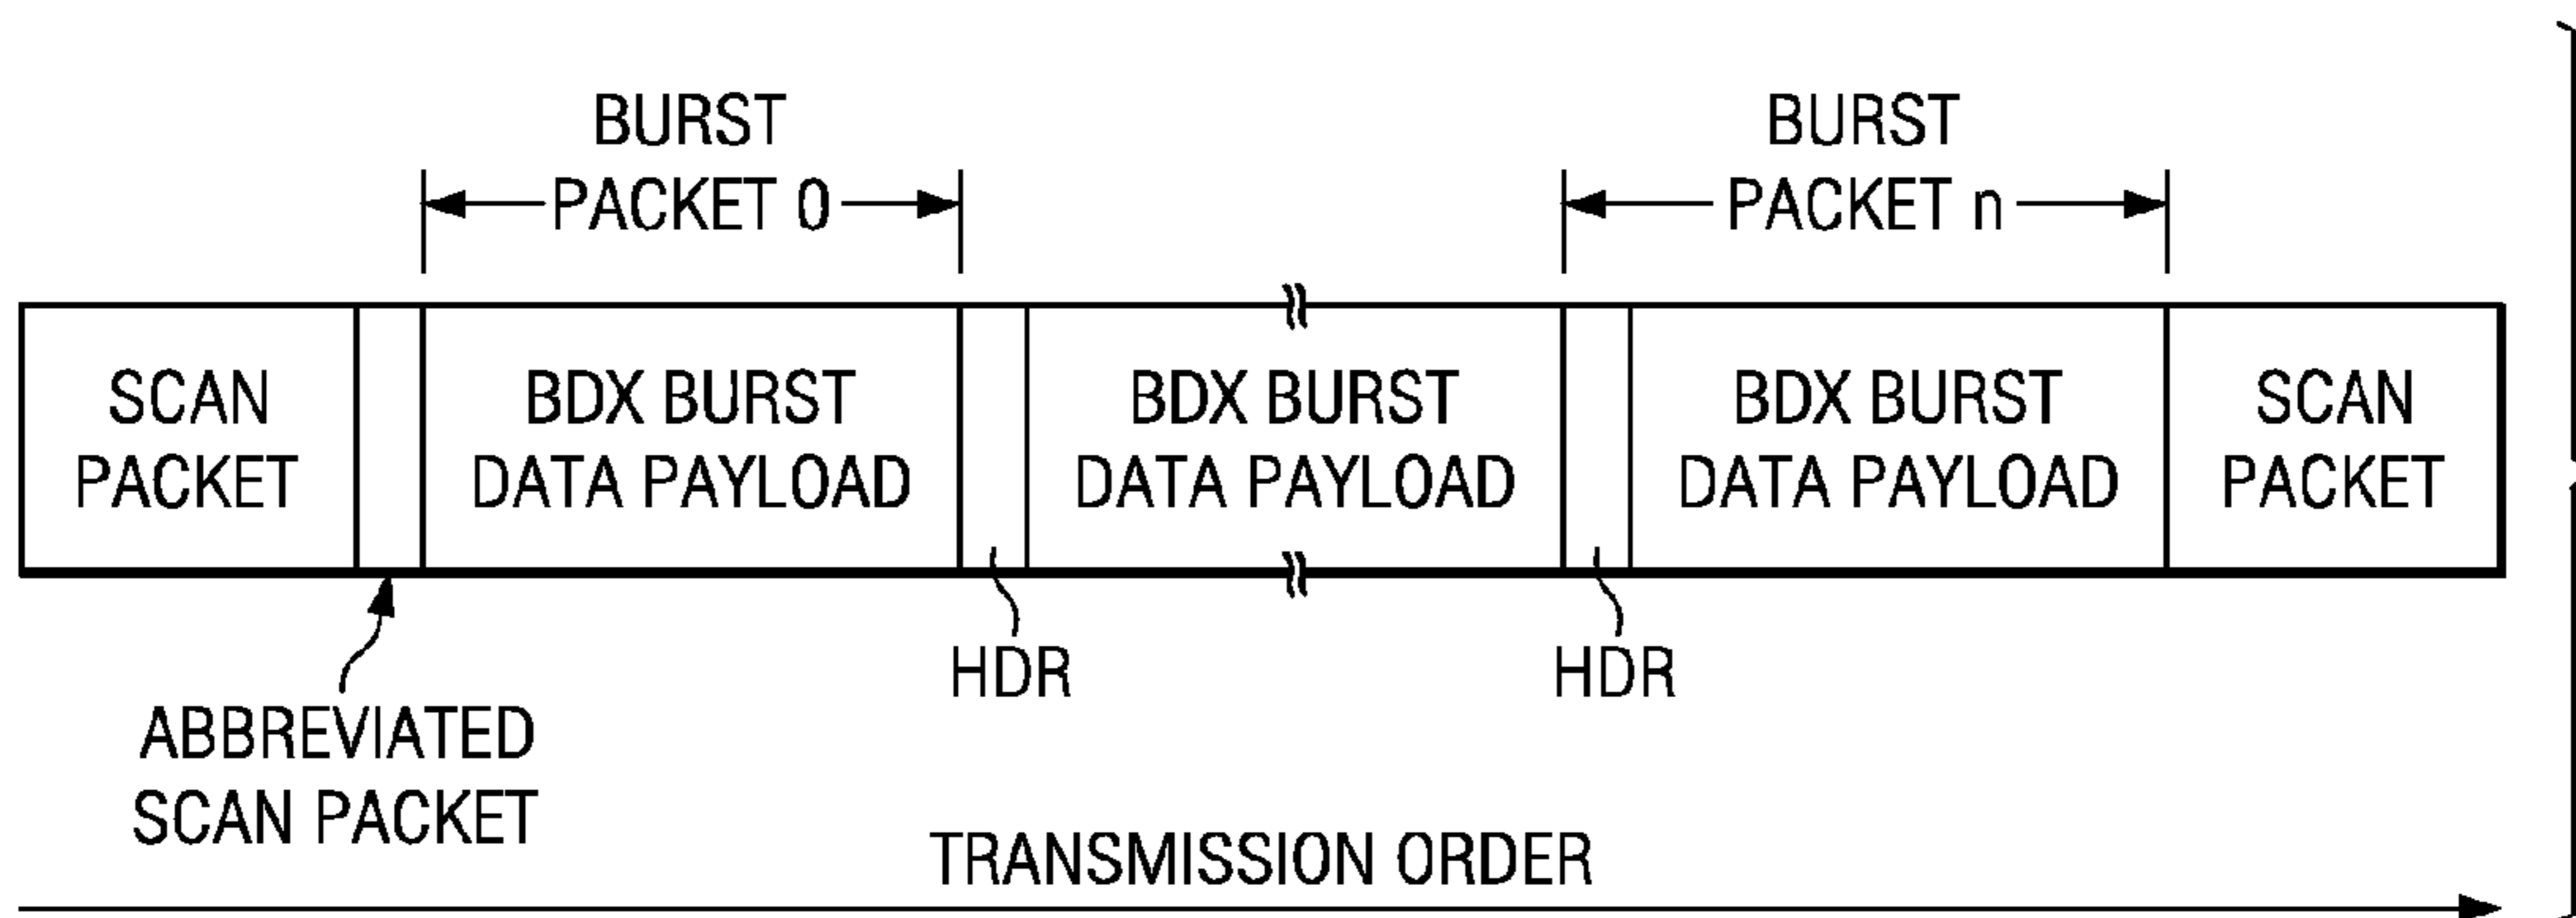 BURST
PACKET 0
BURST
PACKET n
SCAN
PACKET
BDX BURST
DATA PAYLOAD
BDX BURST
DATA PAYLOAD
BDX BURST
DATA PAYLOAD
SCAN
PACKET
HDR
HDR
ABBREVIATED
SCAN PACKET
TRANSMISSION ORDER